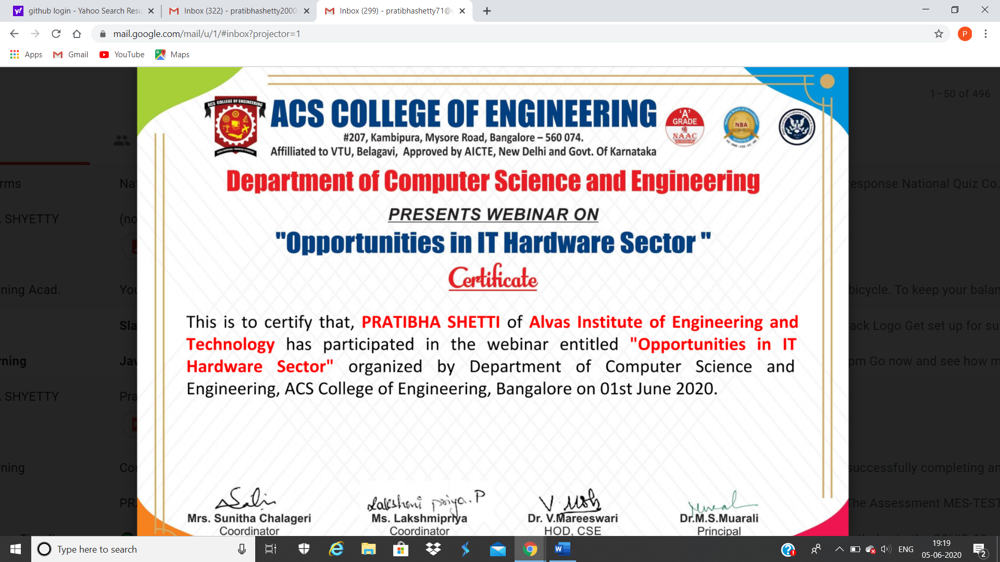 github login - Yahoo Search Resu
Inbox (322) - pratibhashetty2000
Inbox (299) - pratibhashetty71@g
mail.google.com/mail/u/1/#inbox?projector=1
P
Apps
Gmail
YouTube
Maps
1–50 of 496
ACS COLLEGE OF ENGINEERING
ACS COLLEGE OF ENGINEERING
'A' GRADE
NAAC
NBA
#207, Kambipura, Mysore Road, Bangalore – 560 074.
Affilliated to VTU, Belagavi, Approved by AICTE, New Delhi and Govt. Of Karnataka
Department of Computer Science and Engineering
PRESENTS WEBINAR ON
"Opportunities in IT Hardware Sector "
Certificate
This is to certify that, PRATIBHA SHETTI of Alvas Institute of Engineering and
Technology has participated in the webinar entitled "Opportunities in IT
Hardware Sector" organized by Department of Computer Science and
Engineering, ACS College of Engineering, Bangalore on 01st June 2020.
Lakshmi priya. P
Mrs. Sunitha Chalageri
Coordinator
Ms. Lakshmipriya
Coordinator
Dr. V.Mareeswari
HOD, CSE
Dr.M.S.Muarali
Principal
rms
Na
response National Quiz Co.
SHYETTY
(no
ning Acad.
You
bicycle. To keep your balan
Sla
ack Logo Get set up for su
rning
Jav
pm Go now and see how m
SHYETTY
Pra
ning
Co
successfully completing an
PR
The Assessment MES-TEST
Type here to search
ENG
19:19
05-06-2020
2